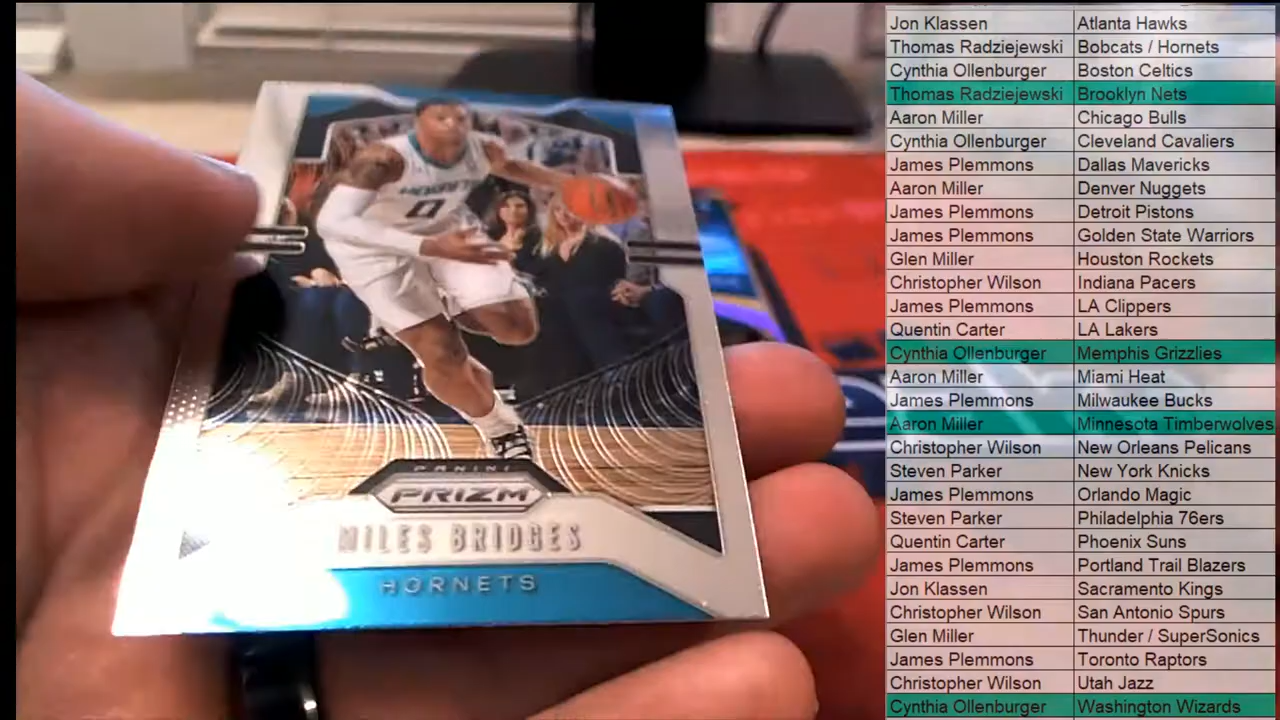 HORNETS
0
PANINI
PRIZM
MILES BRIDGES
HORNETS
Jon Klassen Atlanta Hawks
Thomas Radziejewski Bobcats / Hornets
Cynthia Ollenburger Boston Celtics
Thomas Radziejewski Brooklyn Nets
Aaron Miller Chicago Bulls
Cynthia Ollenburger Cleveland Cavaliers
James Plemmons Dallas Mavericks
Aaron Miller Denver Nuggets
James Plemmons Detroit Pistons
James Plemmons Golden State Warriors
Glen Miller Houston Rockets
Christopher Wilson Indiana Pacers
James Plemmons LA Clippers
Quentin Carter LA Lakers
Cynthia Ollenburger Memphis Grizzlies
Aaron Miller Miami Heat
James Plemmons Milwaukee Bucks
Aaron Miller Minnesota Timberwolves
Christopher Wilson New Orleans Pelicans
Steven Parker New York Knicks
James Plemmons Orlando Magic
Steven Parker Philadelphia 76ers
Quentin Carter Phoenix Suns
James Plemmons Portland Trail Blazers
Jon Klassen Sacramento Kings
Christopher Wilson San Antonio Spurs
Glen Miller Thunder / SuperSonics
James Plemmons Toronto Raptors
Christopher Wilson Utah Jazz
Cynthia Ollenburger Washington Wizards